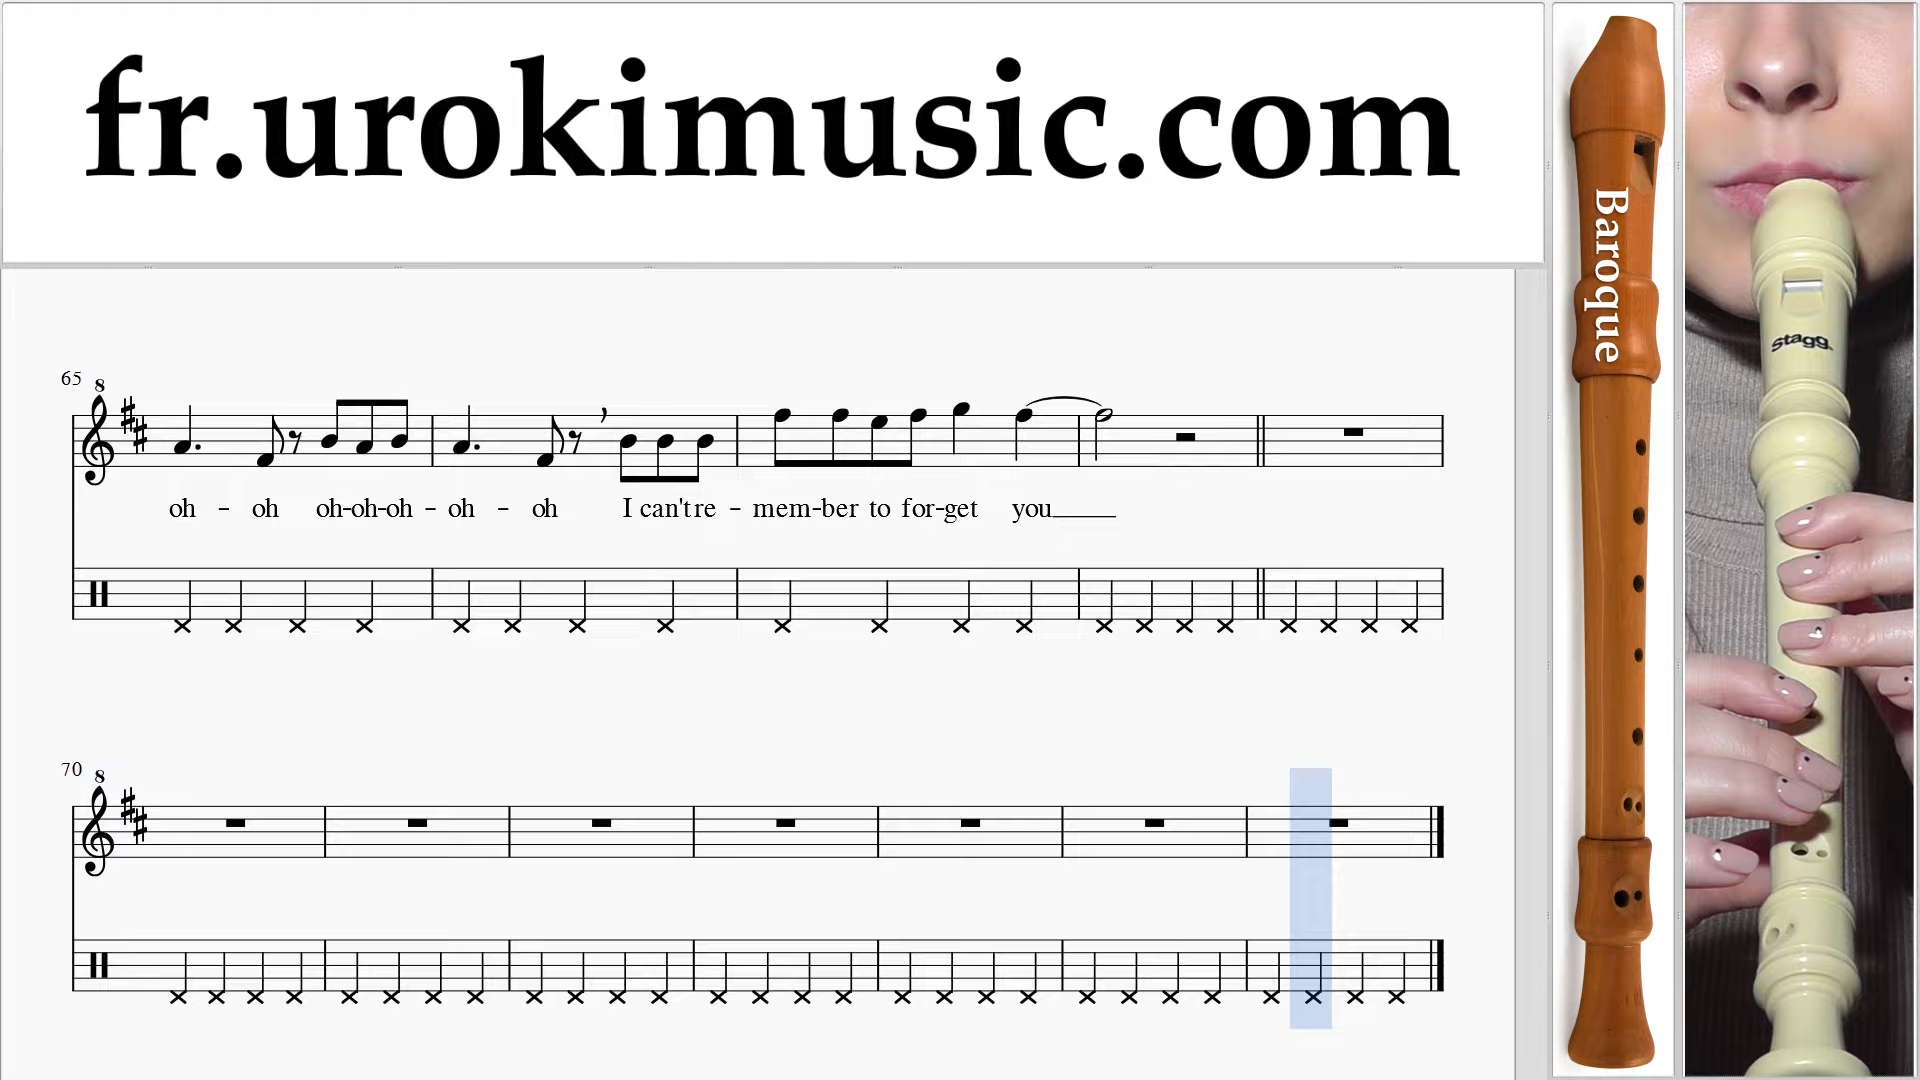 fr.urokimusic.com
Baroque
Stagg.
65
8
oh - oh oh-oh-oh - oh - oh I can't re - mem-ber to for-get you____
70
8